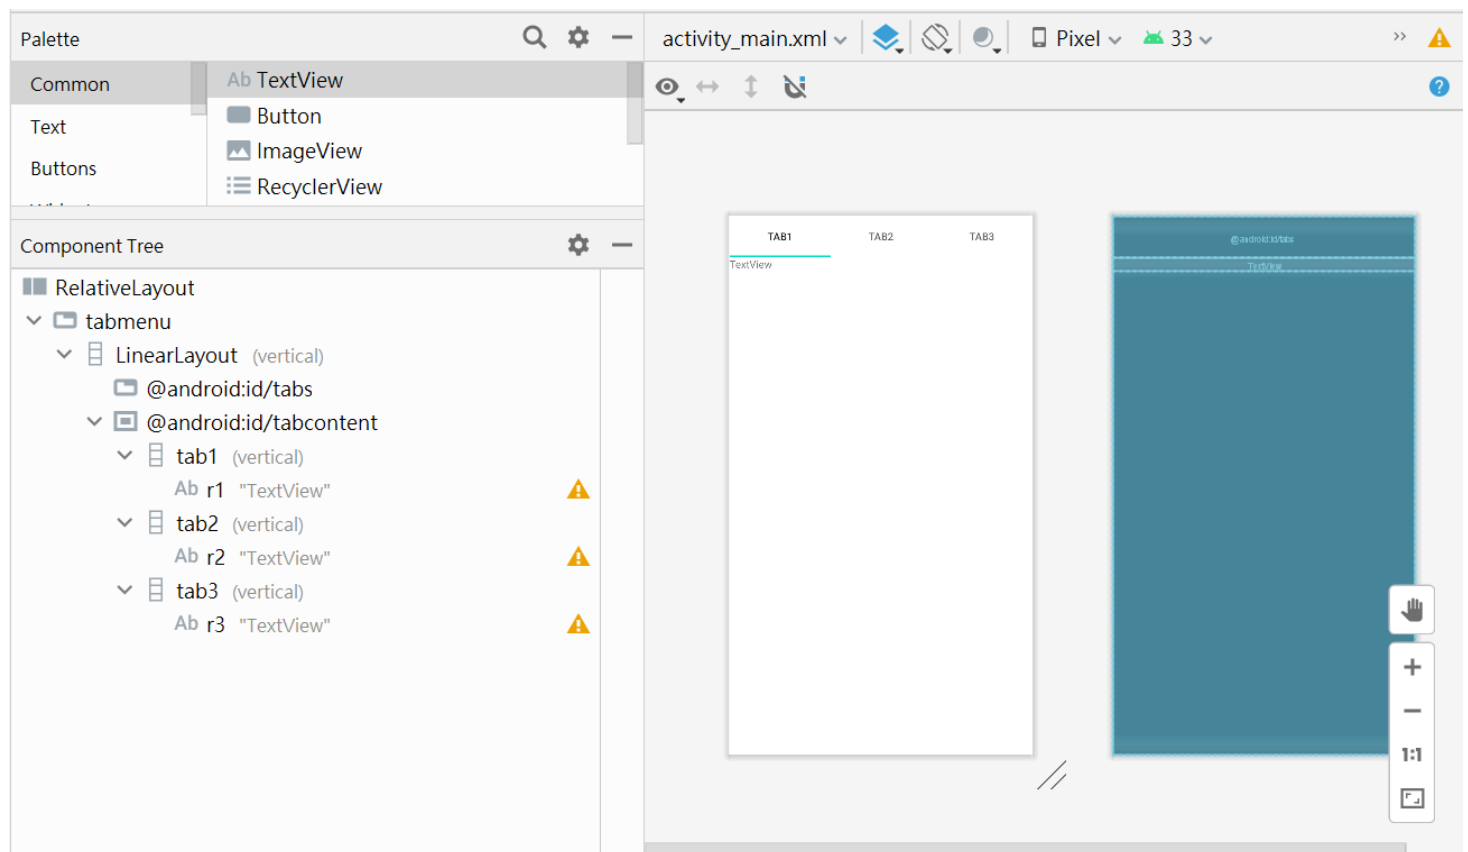 Palette
Common
Text
Buttons
Ab TextView
Button
ImageView
RecyclerView
Component Tree
RelativeLayout
tabmenu
LinearLayout (vertical)
@android:id/tabs
@android:id/tabcontent
tab1 (vertical)
Ab r1 "TextView"
tab2 (vertical)
Ab r2 "TextView"
tab3 (vertical)
Ab r3 "TextView"
activity_main.xml
Pixel
33
?
TAB1 TAB2 TAB3
TextView
@android:id/tabs
TextView
1:1